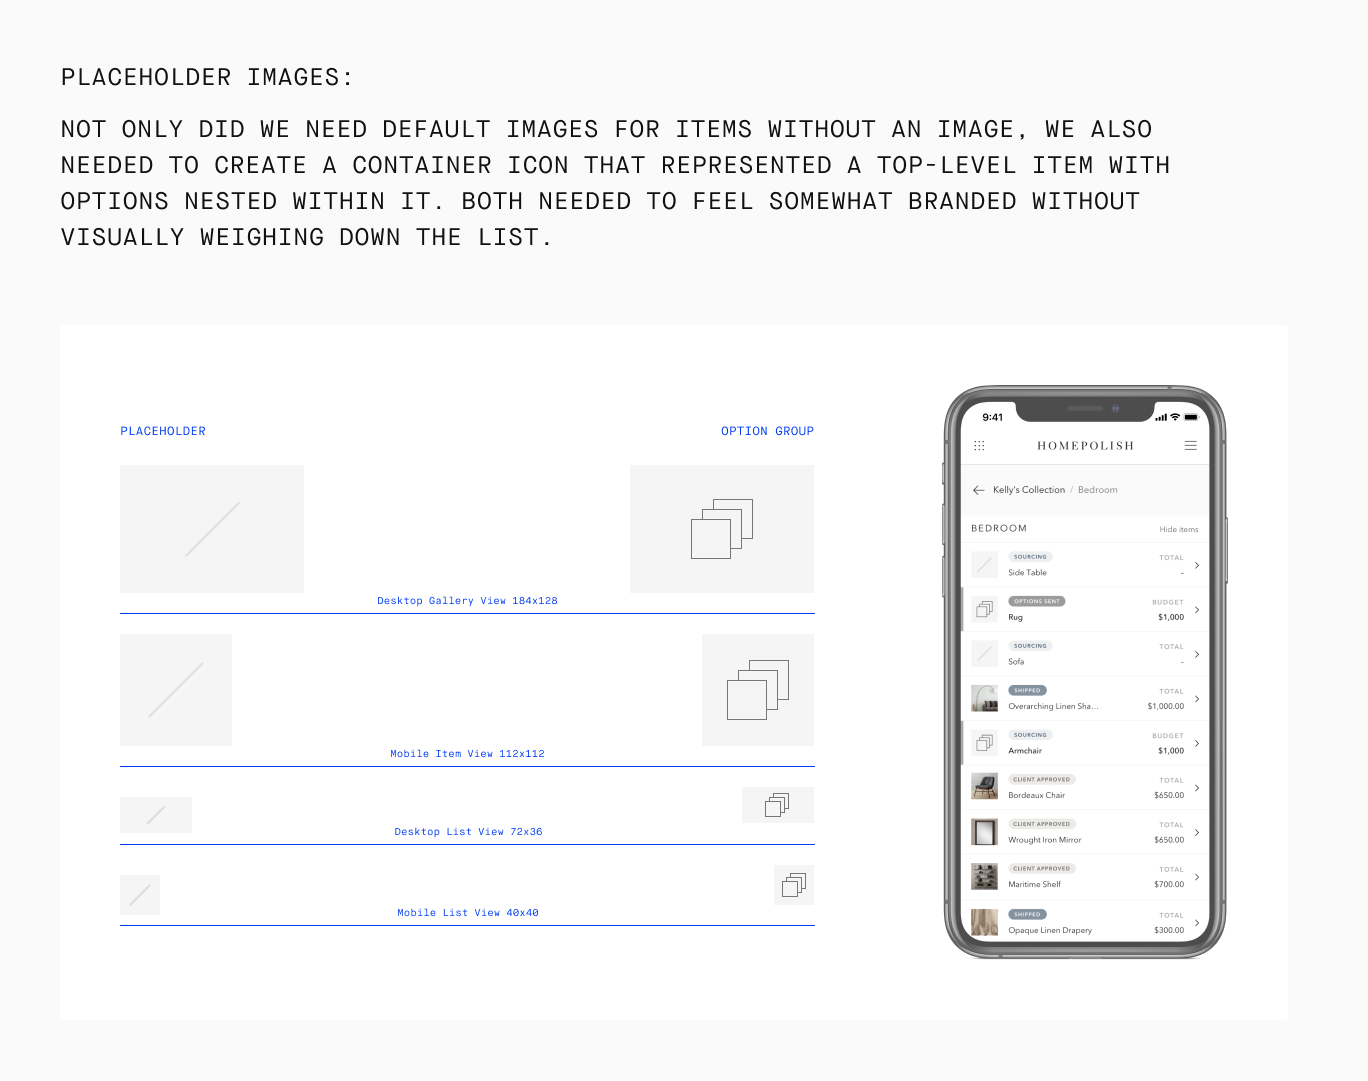 PLACEHOLDER IMAGES:
NOT ONLY DID WE NEED DEFAULT IMAGES FOR ITEMS WITHOUT AN IMAGE, WE ALSO
NEEDED TO CREATE A CONTAINER ICON THAT REPRESENTED A TOP-LEVEL ITEM WITH
OPTIONS NESTED WITHIN IT. BOTH NEEDED TO FEEL SOMEWHAT BRANDED WITHOUT
VISUALLY WEIGHING DOWN THE LIST.
PLACEHOLDER
OPTION GROUP
Desktop Gallery View 184x128
Mobile Item View 112x112
Desktop List View 72x36
Mobile List View 40x40
9:41
HOMEPOLISH
Kelly's Collection / Bedroom
BEDROOM
Hide items
SOURCING
TOTAL
Side Table
–
OPTIONS SENT
BUDGET
Rug
$1,000
SOURCING
TOTAL
Sofa
–
SHIPPED
TOTAL
Overarching Linen Sha...
$1,000.00
SOURCING
BUDGET
Armchair
$1,000
CLIENT APPROVED
TOTAL
Bordeaux Chair
$650.00
CLIENT APPROVED
TOTAL
Wrought Iron Mirror
$650.00
CLIENT APPROVED
TOTAL
Maritime Shelf
$700.00
SHIPPED
TOTAL
Opaque Linen Drapery
$300.00